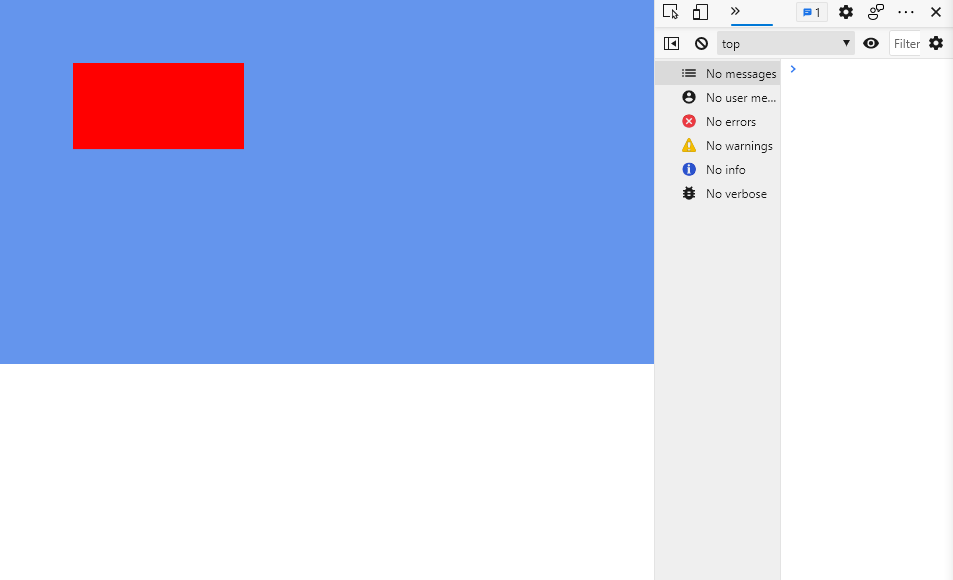 1
top
Filter
No messages
No user me...
No errors
No warnings
No info
No verbose